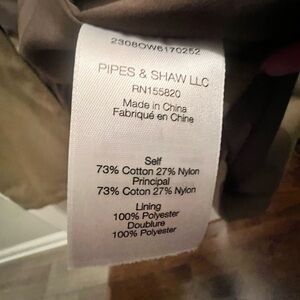 2308OW6170252
PIPES & SHAW LLC
RN155820
Made in China
Fabriqué en Chine
Self
73% Cotton 27% Nylon
Principal
73% Coton 27% Nylon
Lining
100% Polyester
Doublure
100% Polyester